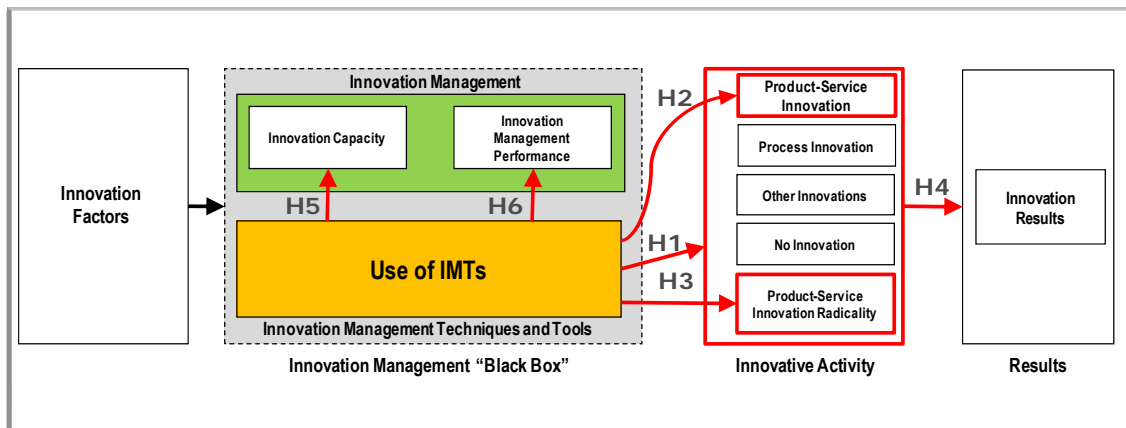 Innovation Management
Innovation Capacity
Innovation
Management
Performance
H5
H6
Innovation
Factors
Use of IMTs
Innovation Management Techniques and Tools
Innovation Management “Black Box”
H2
H1
H3
Product-Service
Innovation
Process Innovation
Other Innovations
No Innovation
Product-Service
Innovation Radicality
Innovative Activity
H4
Innovation
Results
Results